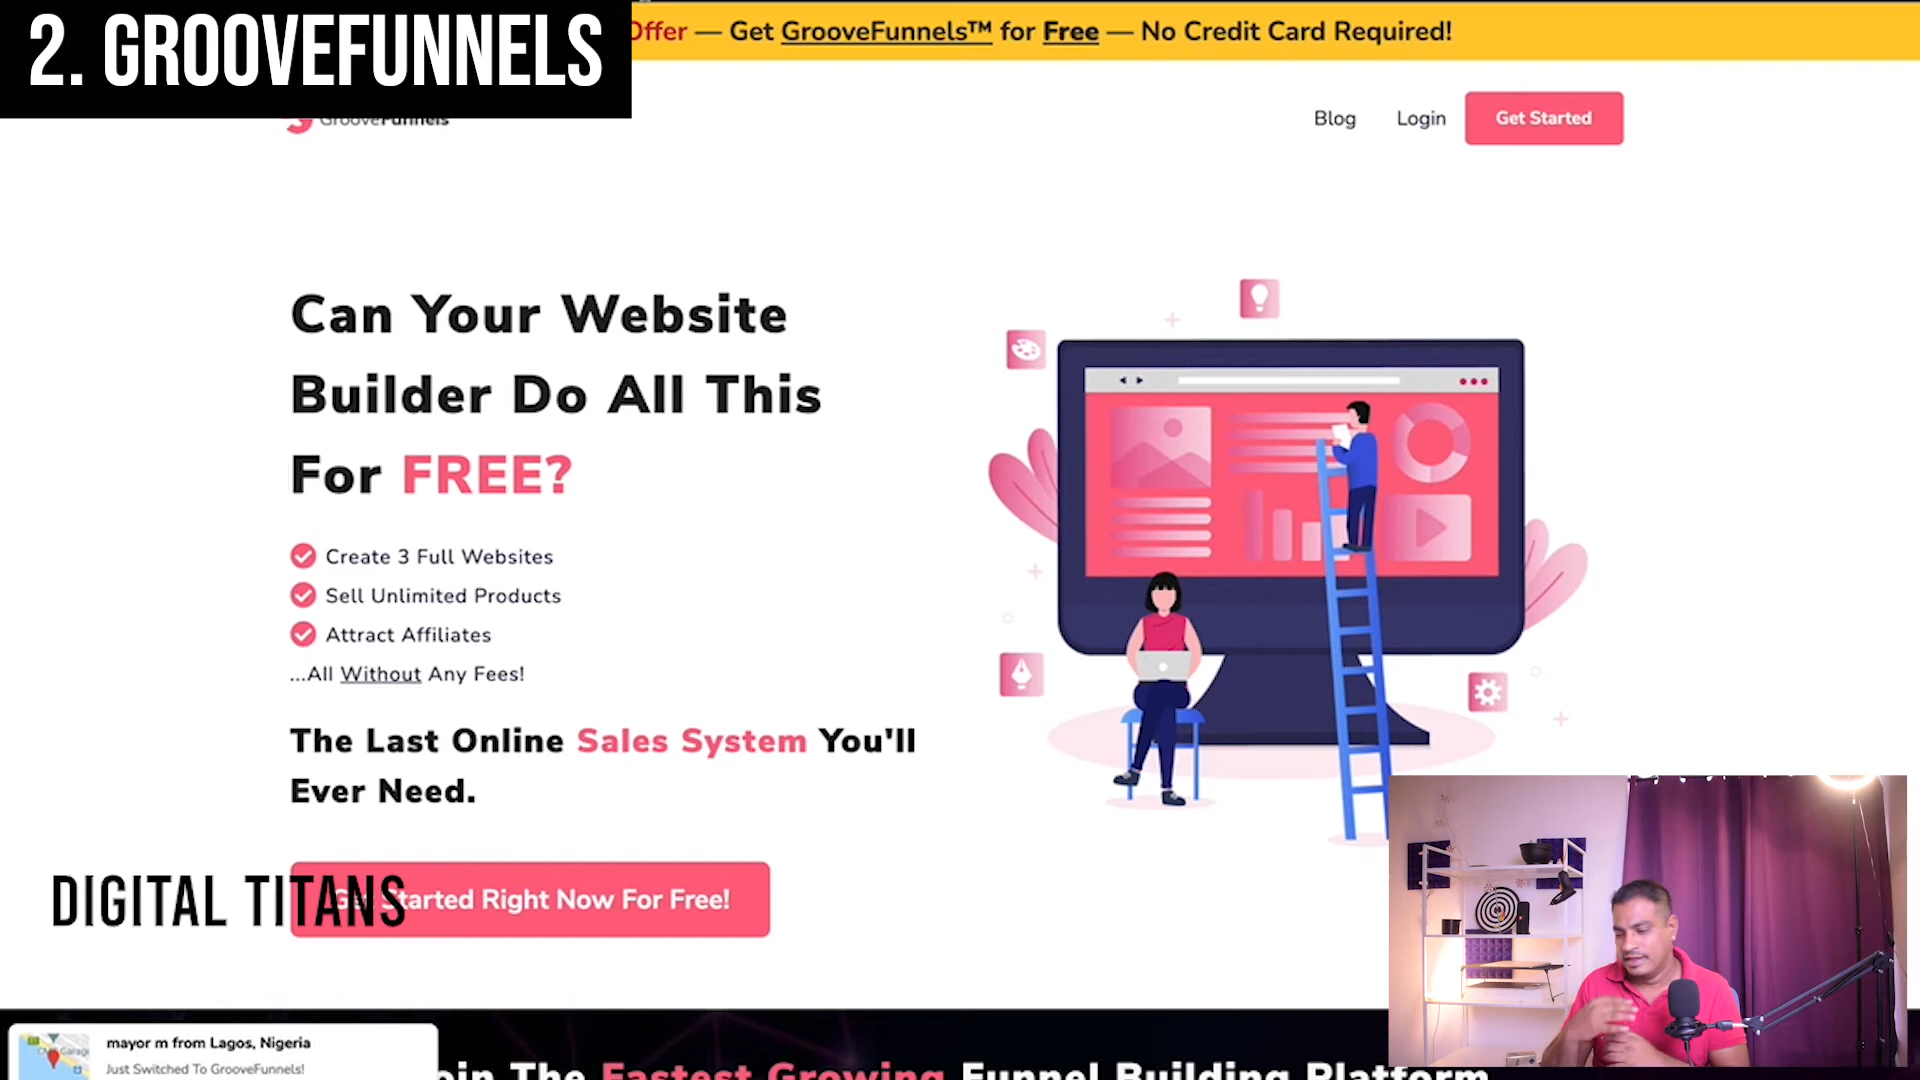 2. GROOVEFUNNELS
Offer — Get GrooveFunnels™ for Free — No Credit Card Required!
GrooveFunnels
Blog
Login
Get Started
Can Your Website
Builder Do All This
For FREE?
Create 3 Full Websites
Sell Unlimited Products
Attract Affiliates
...All Without Any Fees!
The Last Online Sales System You'll
Ever Need.
DIGITAL TITANS
Started Right Now For Free!
mayor m from Lagos, Nigeria
Just Switched To GrooveFunnels!
The Fastest Growing Funnel Building Platform